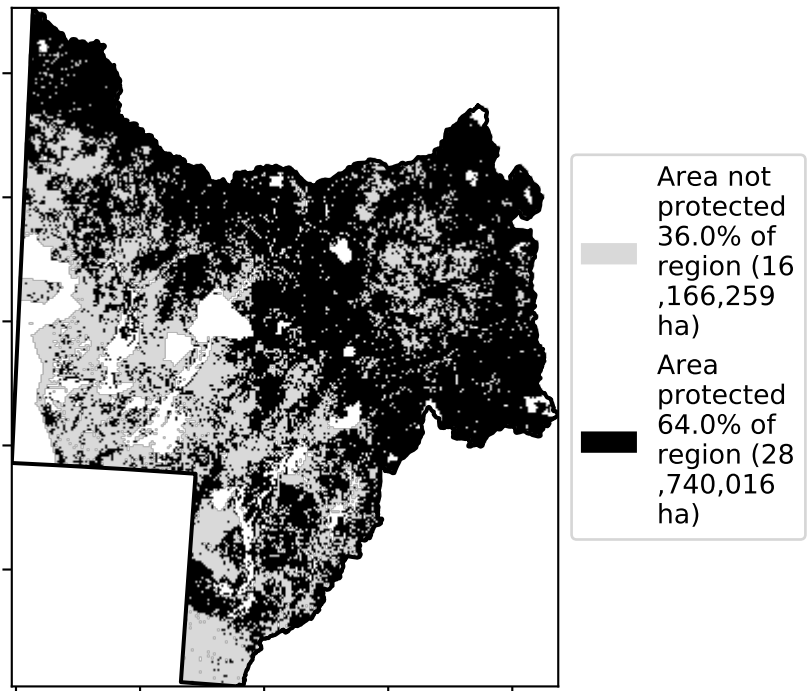 Area not
protected
36.0% of
region (16
,166,259
ha)
Area
protected
64.0% of
region (28
,740,016
ha)